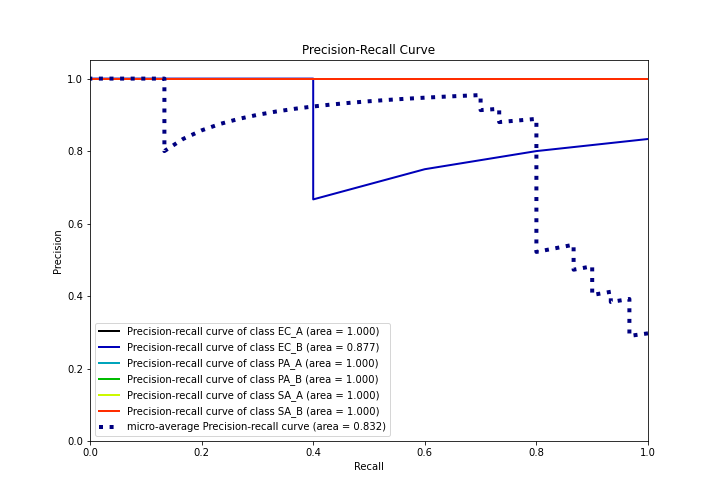 Precision-Recall Curve
1.0
0.8
0.6
0.4
0.2
0.0
Precision
Precision-recall curve of class EC_A (area = 1.000)
Precision-recall curve of class EC_B (area = 0.877)
Precision-recall curve of class PA_A (area = 1.000)
Precision-recall curve of class PA_B (area = 1.000)
Precision-recall curve of class SA_A (area = 1.000)
Precision-recall curve of class SA_B (area = 1.000)
micro-average Precision-recall curve (area = 0.832)
0.0 0.2 0.4 0.6 0.8 1.0
Recall